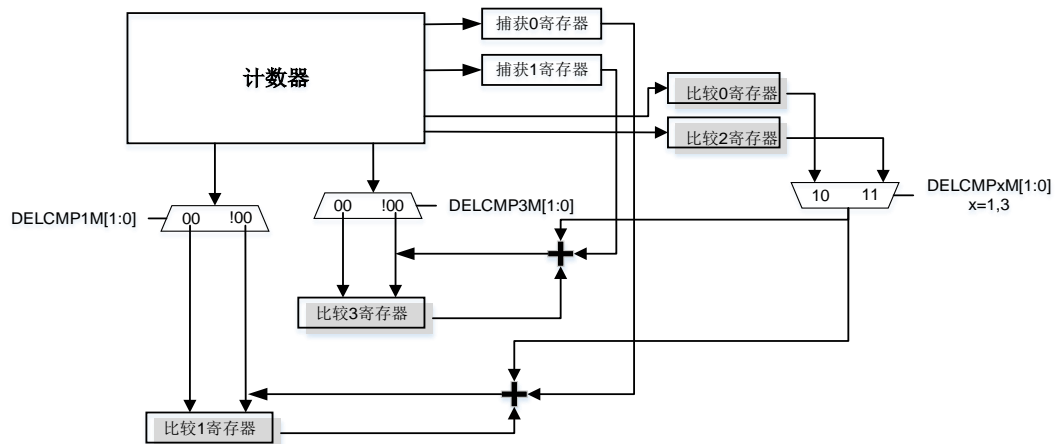 捕获0寄存器
计数器
捕获1寄存器
比较0寄存器
比较2寄存器
DELCMP1M[1:0]
00 !00
00 !00
DELCMP3M[1:0]
10 11
DELCMPxM[1:0]
x=1,3
比较3寄存器
比较1寄存器